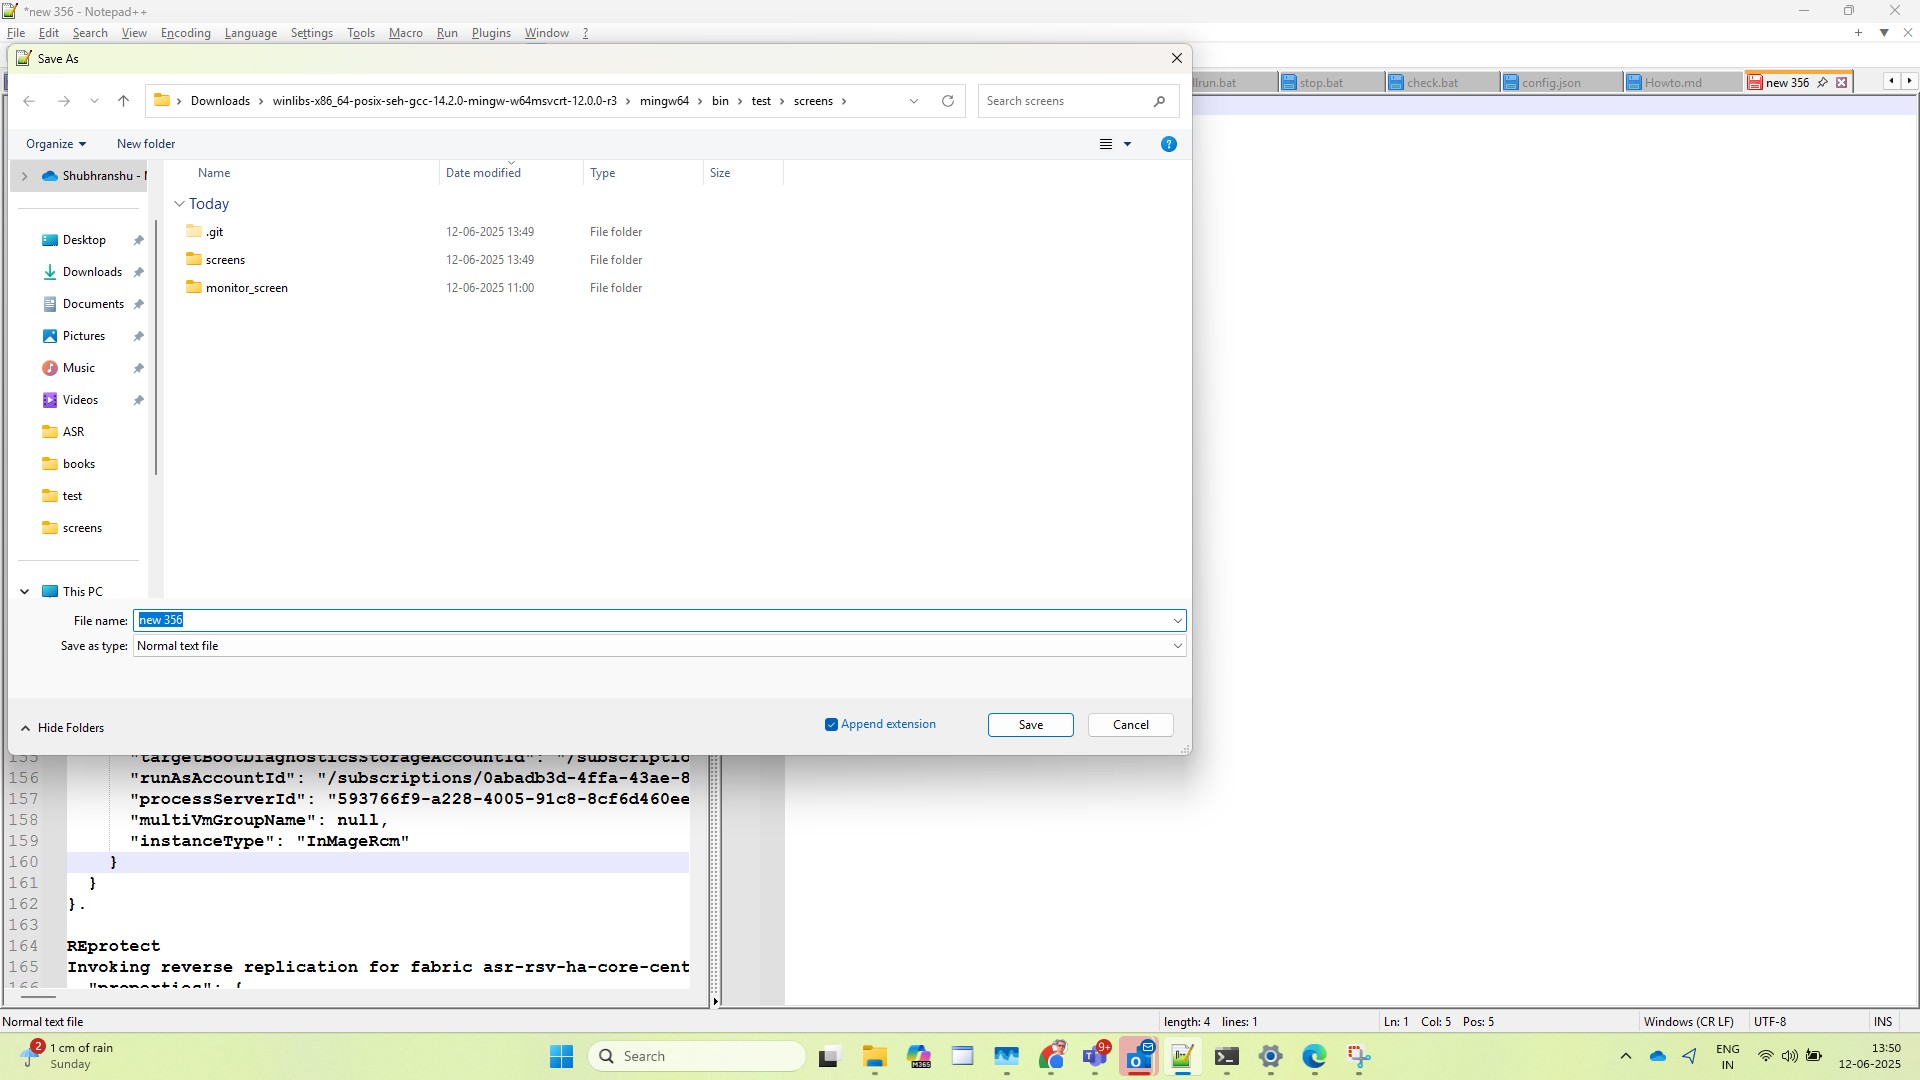 *new 356 - Notepad++
File Edit Search View Encoding Language Settings Tools Macro Run Plugins Window ?
Save As
stop.bat check.bat config.json Howto.md new 356
Downloads winlibs-x86_64-posix-seh-gcc-14.2.0-mingw-w64msvcrt-12.0.0-r3 mingw64 bin test screens
Search screens
Organize New folder
Shubhranshu -
Name Date modified Type Size
Today
.git 12-06-2025 13:49 File folder
screens 12-06-2025 13:49 File folder
monitor_screen 12-06-2025 11:00 File folder
Desktop
Downloads
Documents
Pictures
Music
Videos
ASR
books
test
screens
This PC
File name: new 356
Save as type: Normal text file
Hide Folders
Append extension
Save
Cancel
155 "targetBootDiagnosticsStorageAccountId": "/subscriptio
156 "runAsAccountId": "/subscriptions/0abadb3d-4ffa-43ae-8
157 "processServerId": "593766f9-a228-4005-91c8-8cf6d460ee
158 "multiVmGroupName": null,
159 "instanceType": "InMageRcm"
160 }
161 }
162 }.
163
164 REprotect
165 Invoking reverse replication for fabric asr-rsv-ha-core-cent
166 "properties": {
Normal text file length: 4 lines: 1 Ln: 1 Col: 5 Pos: 5 Windows (CR LF) UTF-8 INS
2
1 cm of rain
Sunday
Search
M365
9+
ENG
IN
13:50
12-06-2025